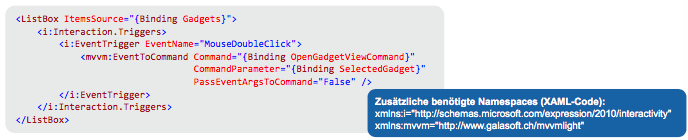 <ListBox ItemsSource="{Binding Gadgets}">
<i:Interaction.Triggers>
<i:EventTrigger EventName="MouseDoubleClick">
<mvvm:EventToCommand Command="{Binding OpenGadgetViewCommand}"
CommandParameter="{Binding SelectedGadget}"
PassEventArgsToCommand="False" />
</i:EventTrigger>
</i:Interaction.Triggers>
</ListBox>
Zusätzliche benötigte Namespaces (XAML-Code):
xmlns:i="http://schemas.microsoft.com/expression/2010/interactivity"
xmlns:mvvm="http://www.galasoft.ch/mvvmlight"